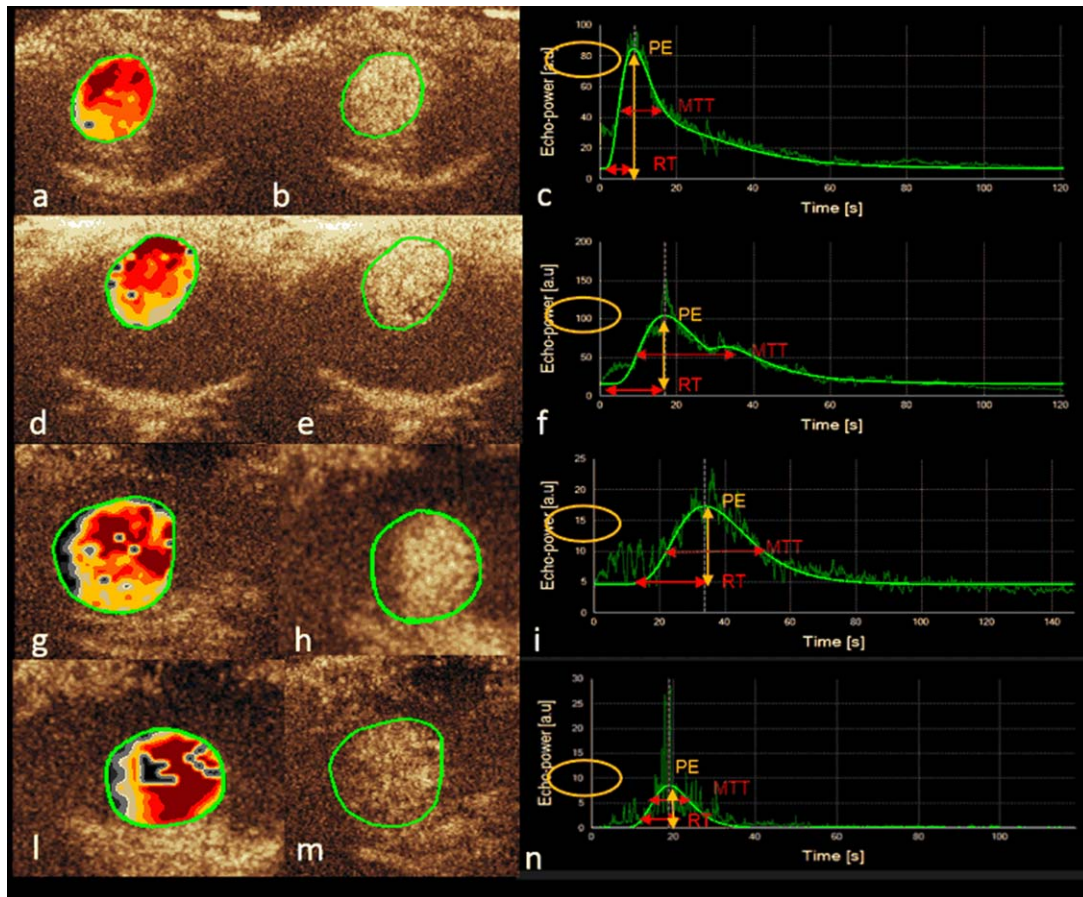 a
b
Echo-power [a.u]
100
80
60
40
20
0
PE
MTT
RT
0 20 40 60 80 100 120
c
Time [s]
d
e
Echo-power [a.u]
200
150
100
50
0
PE
MTT
RT
0 20 40 60 80 100
f
Time [s]
g
h
Echo-power [a.u]
25
20
15
10
5
0
PE
MTT
RT
0 20 40 60 80 100 120 140
i
Time [s]
l
m
Echo-power [a.u]
30
25
20
15
10
5
0
PE
MTT
RT
0 20 40 60 80 100
n
Time [s]